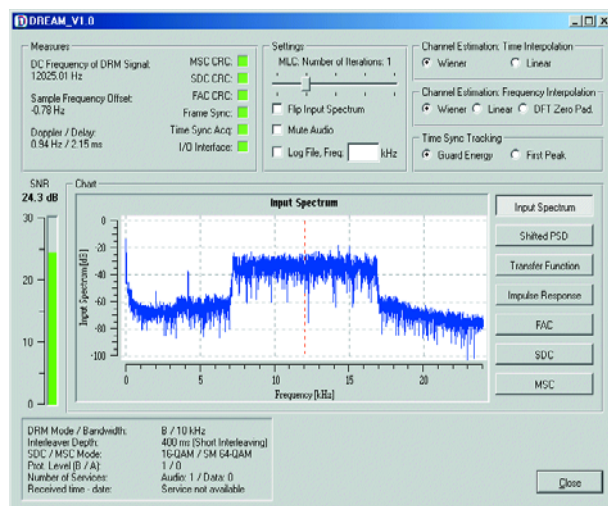 DREAM_V1.0
Measures
DC Frequency of DRM Signal:
12025.01 Hz
Sample Frequency Offset:
-0.78 Hz
Doppler / Delay:
0.94 Hz / 2.15 ms
MSC CRC:
SDC CRC:
FAC CRC:
Frame Sync:
Time Sync Acq:
I/O Interface:
Settings
MLC: Number of Iterations: 1
Flip Input Spectrum
Mute Audio
Log File, Freq: kHz
Channel Estimation: Time Interpolation
Wiener Linear
Channel Estimation: Frequency Interpolation
Wiener Linear DFT Zero Pad.
Time Sync Tracking
Guard Energy First Peak
SNR
24.3 dB
30
20
10
0
Chart
Input Spectrum
Input Spectrum [dB]
0
-20
-40
-60
-80
-100
0 5 10 15 20
Frequency [kHz]
Input Spectrum
Shifted PSD
Transfer Function
Impulse Response
FAC
SDC
MSC
DRM Mode / Bandwidth: B / 10 kHz
Interleaver Depth: 400 ms (Short Interleaving)
SDC / MSC Mode: 16-QAM / SM 64-QAM
Prot. Level (B / A): 1 / 0
Number of Services: Audio: 1 / Data: 0
Received time - date: Service not available
Close